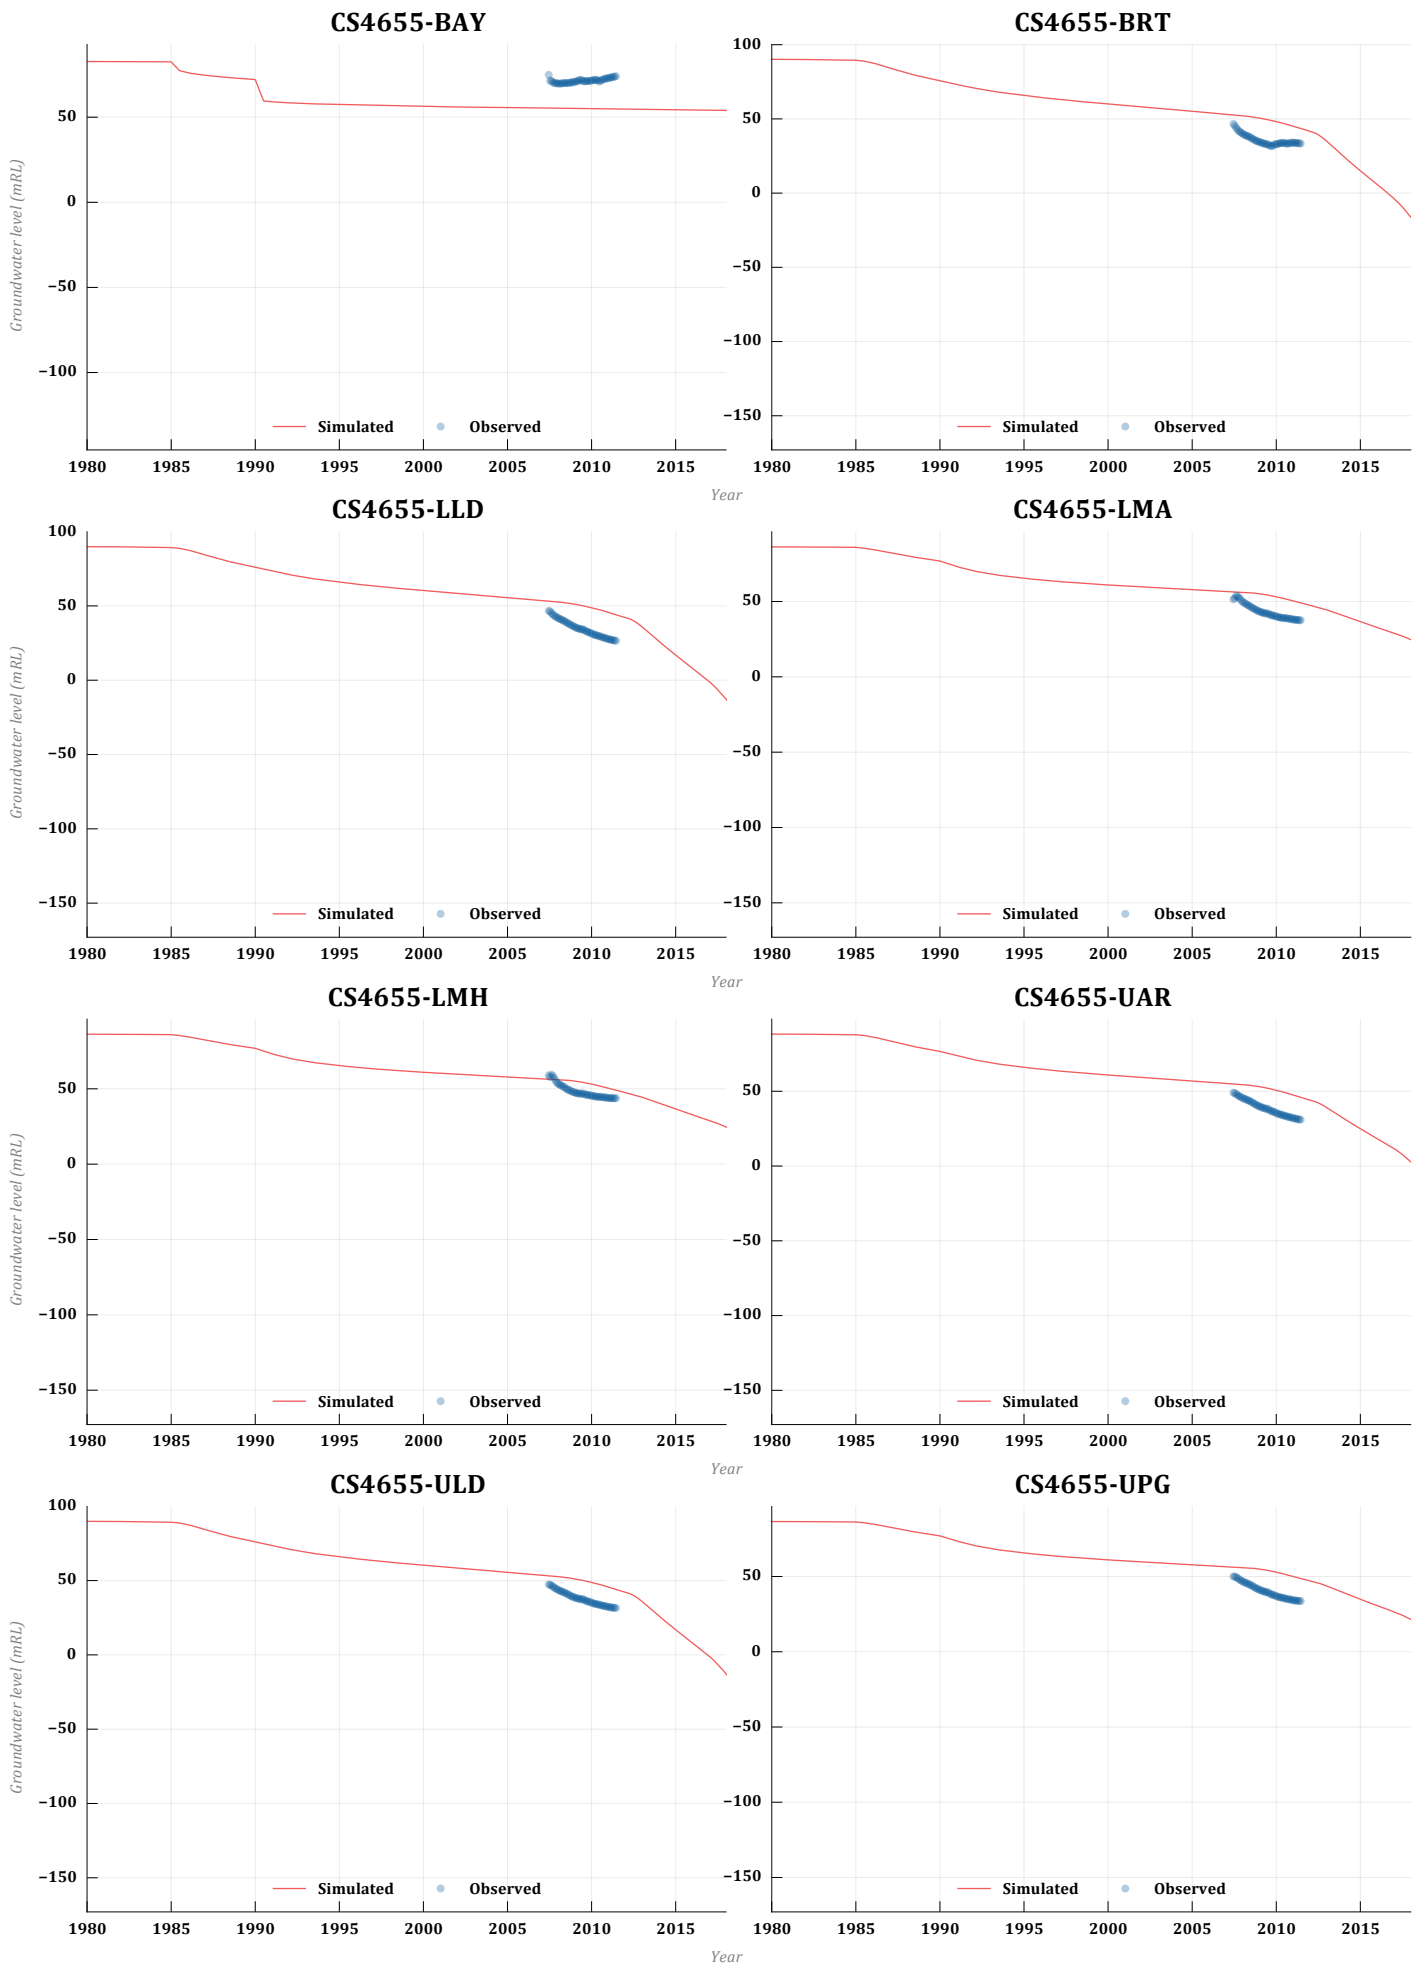 CS4655-BAY
Groundwater level (mRL)
50
0
−50
−100
Simulated Observed
1980 1985 1990 1995 2000 2005 2010 2015
CS4655-BRT
100
50
0
−50
−100
−150
Simulated Observed
1980 1985 1990 1995 2000 2005 2010 2015
Year
CS4655-LLD
Groundwater level (mRL)
100
50
0
−50
−100
−150
Simulated Observed
1980 1985 1990 1995 2000 2005 2010 2015
CS4655-LMA
50
0
−50
−100
−150
Simulated Observed
1980 1985 1990 1995 2000 2005 2010 2015
Year
CS4655-LMH
Groundwater level (mRL)
50
0
−50
−100
−150
Simulated Observed
1980 1985 1990 1995 2000 2005 2010 2015
CS4655-UAR
50
0
−50
−100
−150
Simulated Observed
1980 1985 1990 1995 2000 2005 2010 2015
Year
CS4655-ULD
Groundwater level (mRL)
100
50
0
−50
−100
−150
Simulated Observed
1980 1985 1990 1995 2000 2005 2010 2015
CS4655-UPG
50
0
−50
−100
−150
Simulated Observed
1980 1985 1990 1995 2000 2005 2010 2015
Year